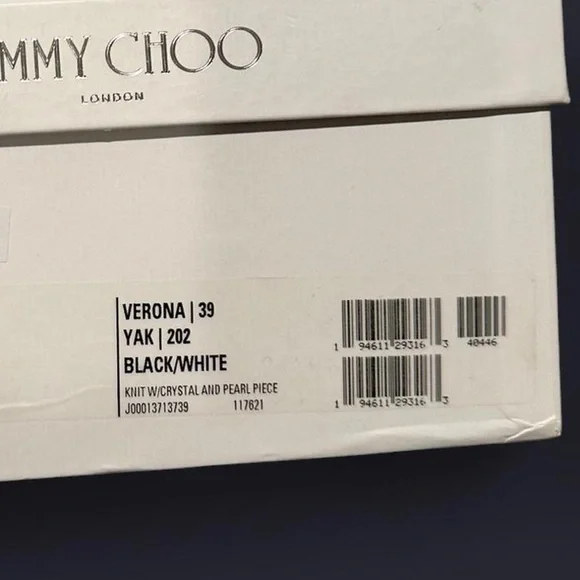 MMY CHOO
LONDON
VERONA | 39
YAK | 202
BLACK/WHITE
KNIT W/CRYSTAL AND PEARL PIECE
J00013713739 117621
1 94611 29316 3
40446
1 94611 29316 3